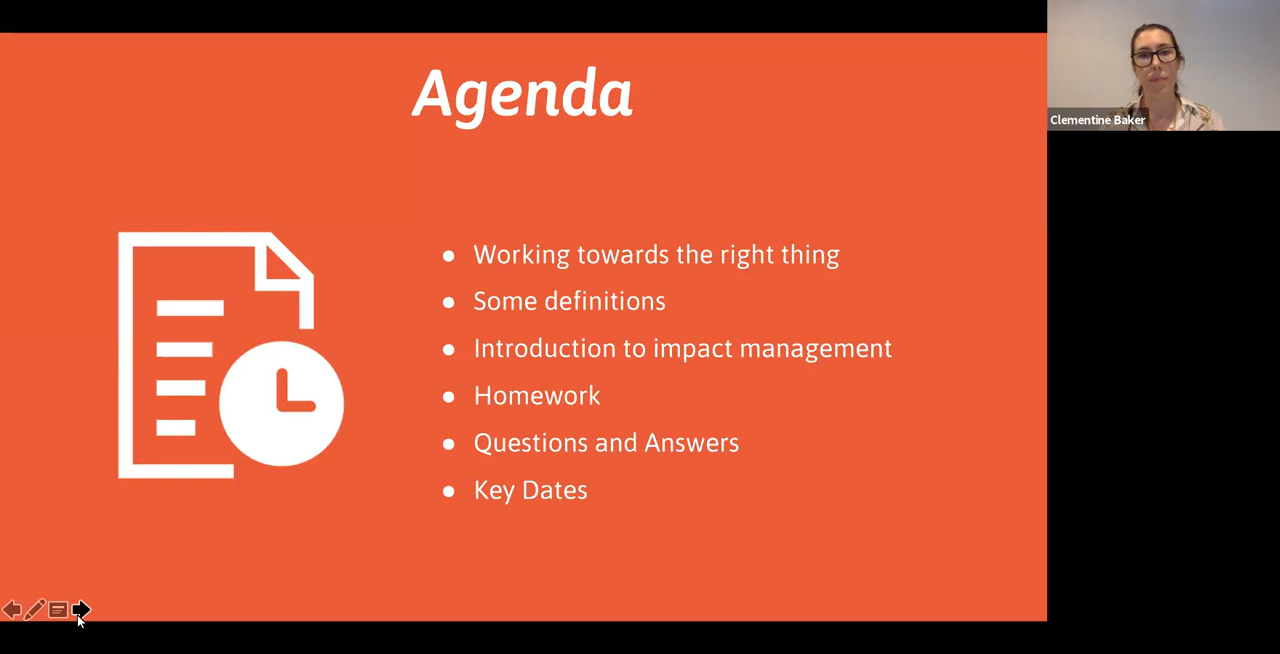 Agenda
Clementine Baker
● Working towards the right thing
● Some definitions
● Introduction to impact management
● Homework
● Questions and Answers
● Key Dates